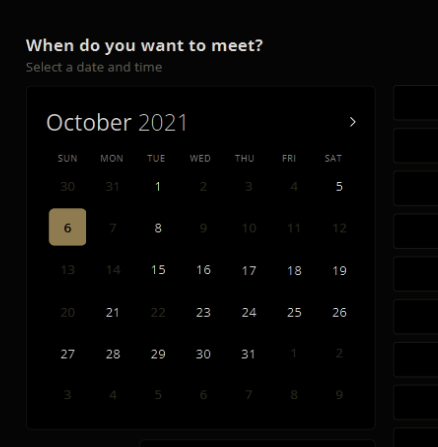 When do you want to meet?
Select a date and time
October 2021
SUN MON TUE WED THU FRI SAT
30 31 1 2 3 4 5
6 7 8 9 10 11 12
13 14 15 16 17 18 19
20 21 22 23 24 25 26
27 28 29 30 31 1 2
3 4 5 6 7 8 9